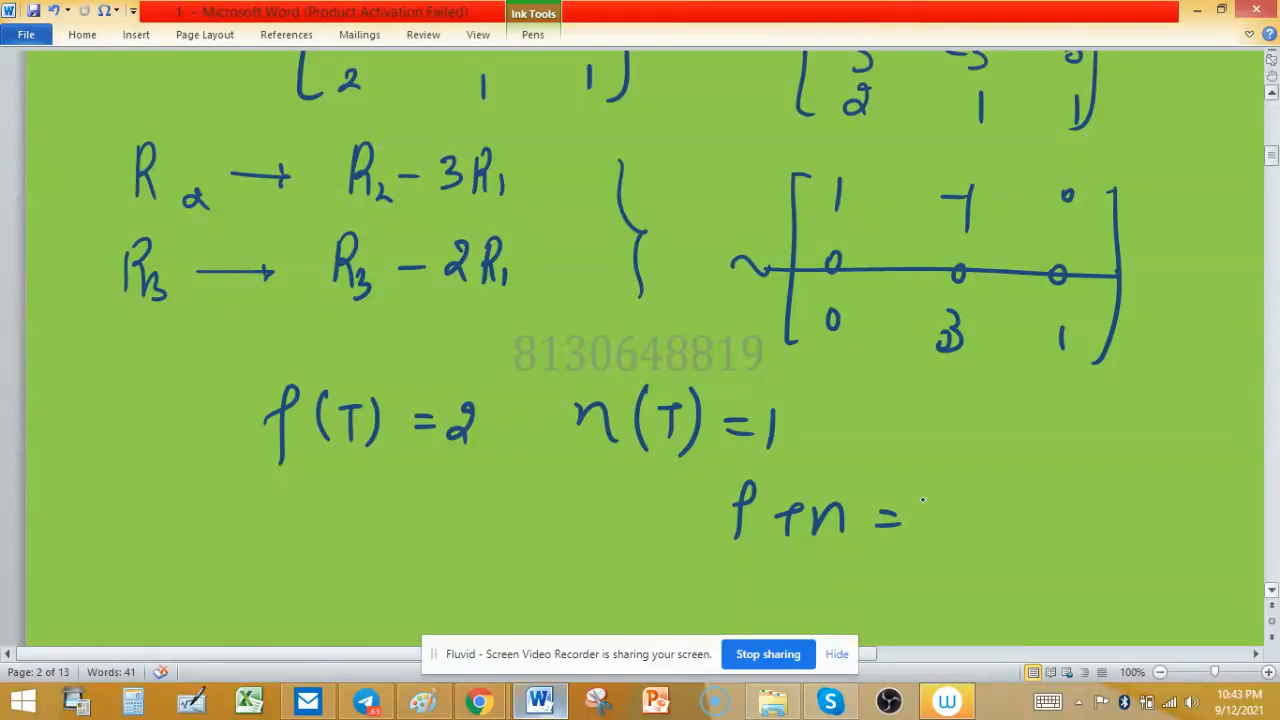 1 - Microsoft Word (Product Activation Failed)
Ink Tools
File Home Insert Page Layout References Mailings Review View Pens
2 1 1
3 -3 0
2 1 1
R2 → R2 - 3R1
R3 → R3 - 2R1
~ [ 1 -1 0
0 0 0
0 3 1 ]
8130648819
ρ(T) = 2 n(T) = 1
ρ + n =
Fluvid - Screen Video Recorder is sharing your screen. Stop sharing Hide
Page: 2 of 13 Words: 41 100%
10:43 PM
9/12/2021